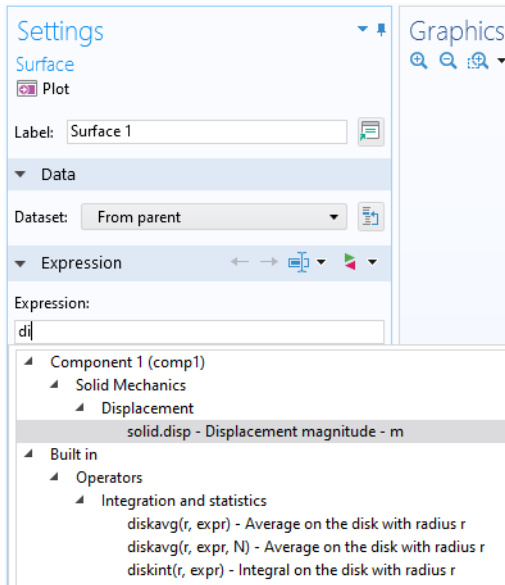 Settings
Graphics
Surface
Plot
Label: Surface 1
Data
Dataset: From parent
Expression
Expression:
di
Component 1 (comp1)
Solid Mechanics
Displacement
solid.disp - Displacement magnitude - m
Built in
Operators
Integration and statistics
diskavg(r, expr) - Average on the disk with radius r
diskavg(r, expr, N) - Average on the disk with radius r
diskint(r, expr) - Integral on the disk with radius r